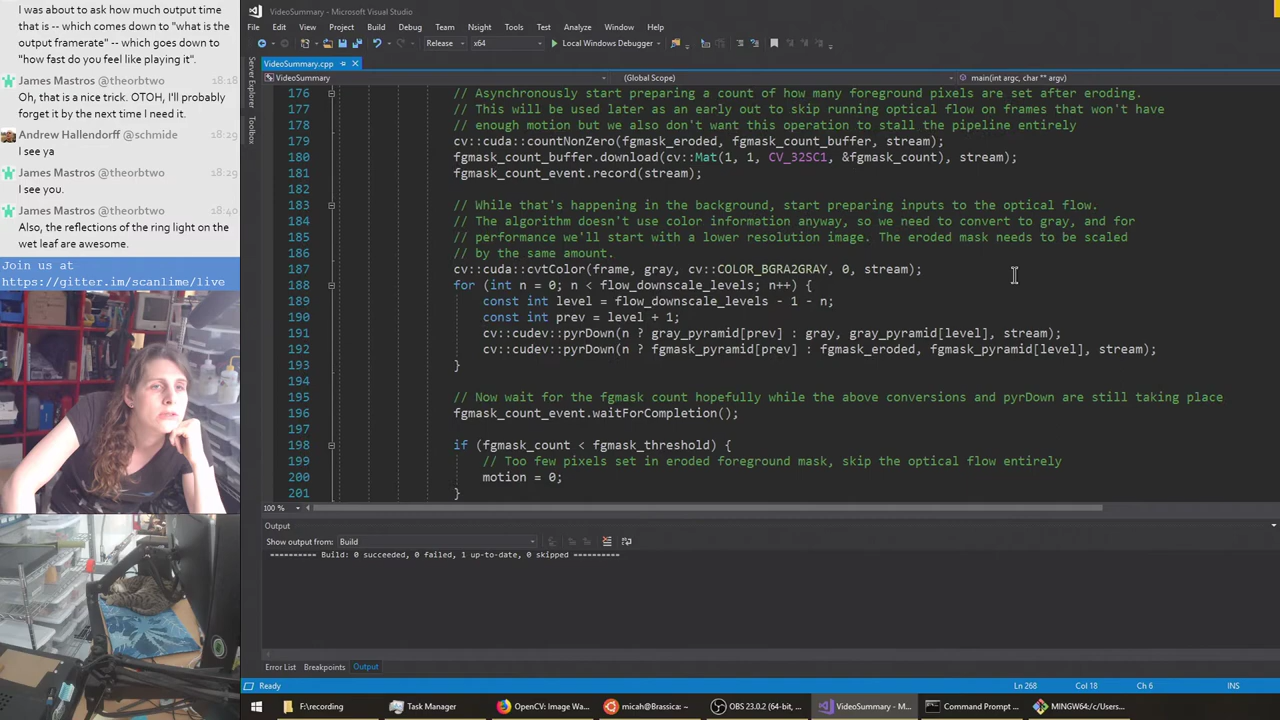 I was about to ask how much output time
that is -- which comes down to "what is the
output framerate" -- which goes down to
"how fast do you feel like playing it".
James Mastros @theorbtwo 18:18
Oh, that is a nice trick. OTOH, I'll probably
forget it by the next time I need it.
Andrew Hallendorff @schmide 18:29
I see ya
James Mastros @theorbtwo 18:29
I see you.
James Mastros @theorbtwo 18:40
Also, the reflections of the ring light on the
wet leaf are awesome.
Join us at
https://gitter.im/scanlime/live
VideoSummary - Microsoft Visual Studio
File Edit View Project Build Debug Team Nsight Tools Test Analyze Window Help
Release x64 Local Windows Debugger
Server Explorer
Toolbox
VideoSummary.cpp
VideoSummary (Global Scope) main(int argc, char ** argv)
176 // Asynchronously start preparing a count of how many foreground pixels are set after eroding.
177 // This will be used later as an early out to skip running optical flow on frames that won't have
178 // enough motion but we also don't want this operation to stall the pipeline entirely
179 cv::cuda::countNonZero(fgmask_eroded, fgmask_count_buffer, stream);
180 fgmask_count_buffer.download(cv::Mat(1, 1, CV_32SC1, &fgmask_count), stream);
181 fgmask_count_event.record(stream);
182
183 // While that's happening in the background, start preparing inputs to the optical flow.
184 // The algorithm doesn't use color information anyway, so we need to convert to gray, and for
185 // performance we'll start with a lower resolution image. The eroded mask needs to be scaled
186 // by the same amount.
187 cv::cuda::cvtColor(frame, gray, cv::COLOR_BGRA2GRAY, 0, stream);
188 for (int n = 0; n < flow_downscale_levels; n++) {
189 const int level = flow_downscale_levels - 1 - n;
190 const int prev = level + 1;
191 cv::cudev::pyrDown(n ? gray_pyramid[prev] : gray, gray_pyramid[level], stream);
192 cv::cudev::pyrDown(n ? fgmask_pyramid[prev] : fgmask_eroded, fgmask_pyramid[level], stream);
193 }
194
195 // Now wait for the fgmask count hopefully while the above conversions and pyrDown are still taking place
196 fgmask_count_event.waitForCompletion();
197
198 if (fgmask_count < fgmask_threshold) {
199 // Too few pixels set in eroded foreground mask, skip the optical flow entirely
200 motion = 0;
201 }
100 %
Output
Show output from: Build
========== Build: 0 succeeded, 0 failed, 1 up-to-date, 0 skipped ==========
Error List Breakpoints Output
Ready Ln 268 Col 18 Ch 6 INS
F:\recording Task Manager OpenCV: Image Wa... micah@Brassica: ~ OBS 23.0.2 (64-bit, ... VideoSummary - M... Command Prompt ... MINGW64:/c/Users...